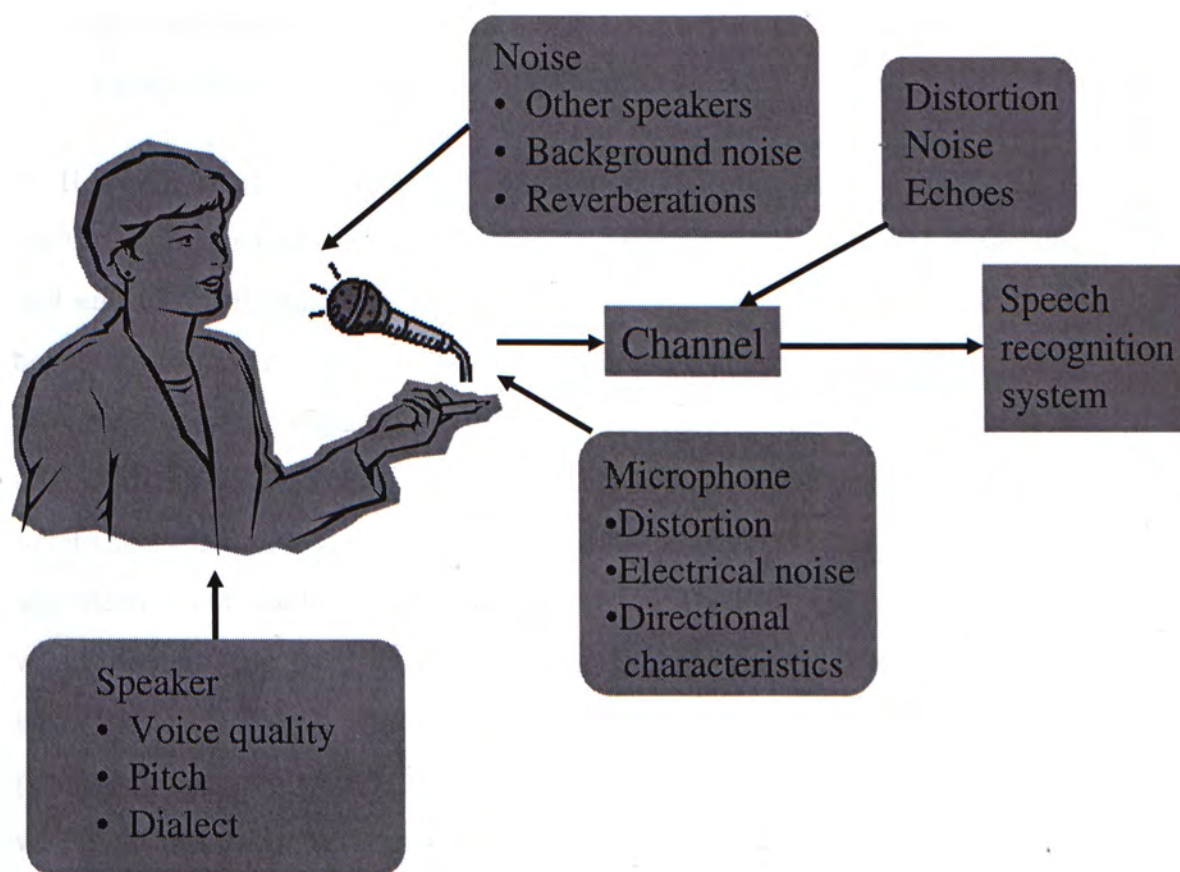 Noise
• Other speakers
• Background noise
• Reverberations
Distortion
Noise
Echoes
Channel
Speech
recognition
system
Microphone
•Distortion
•Electrical noise
•Directional
characteristics
Speaker
• Voice quality
• Pitch
• Dialect